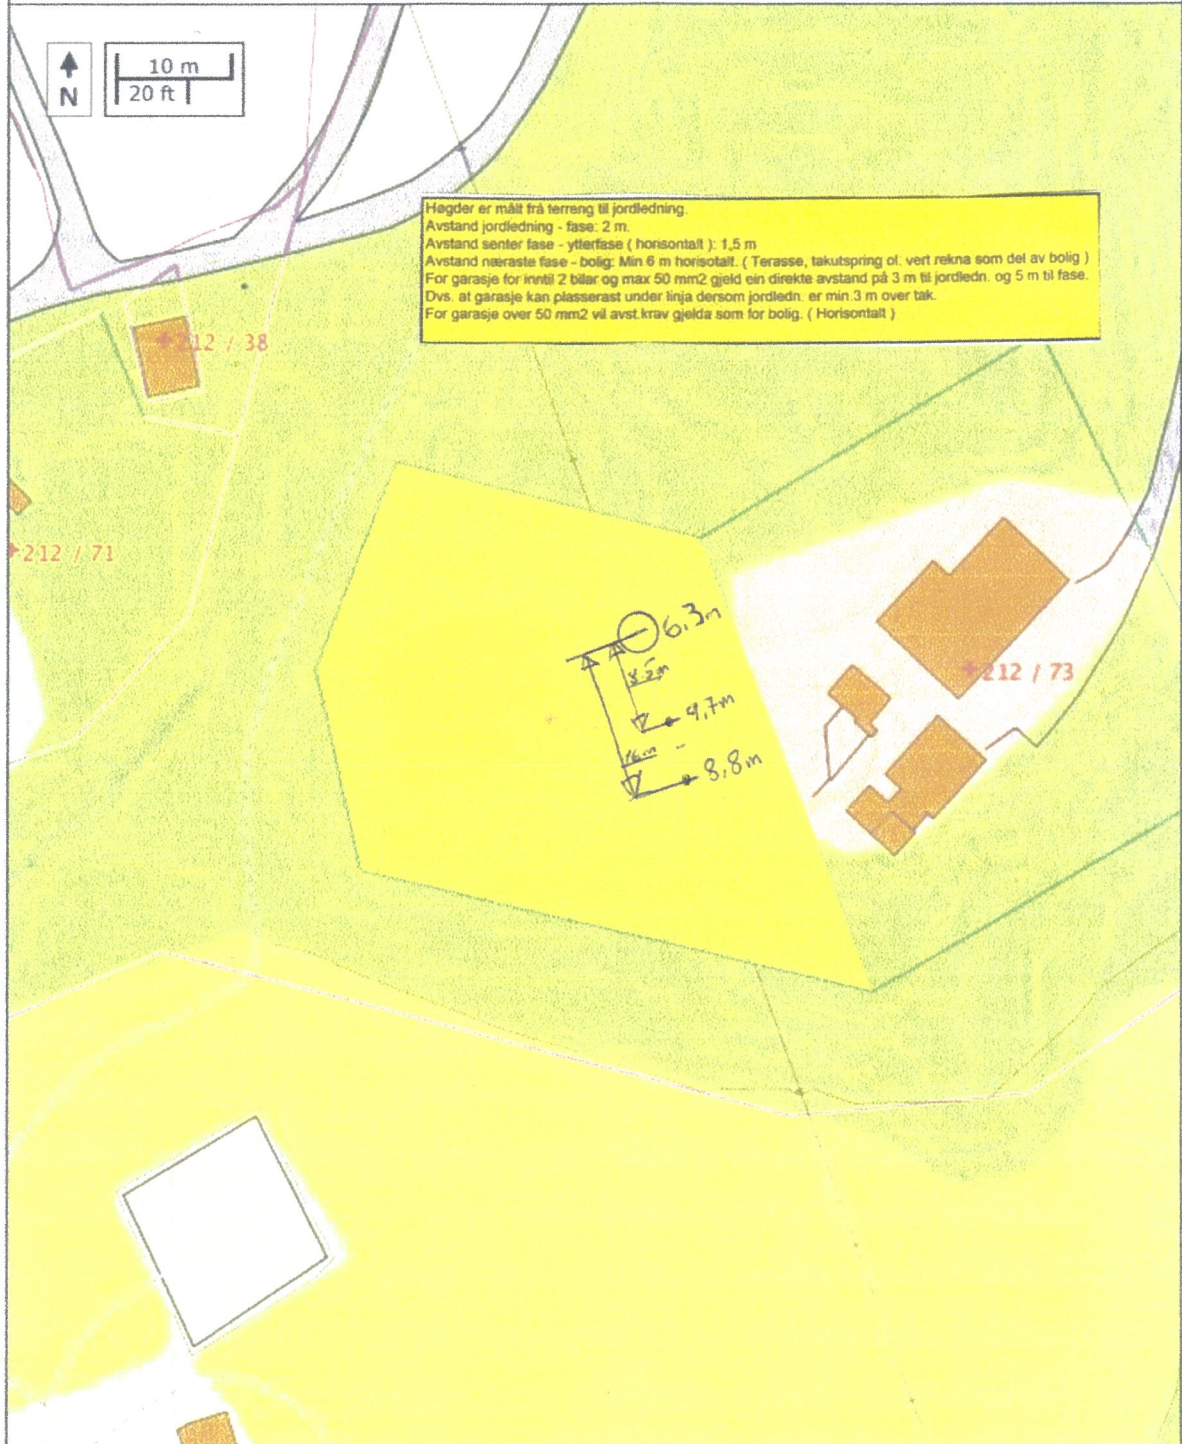 10 m
20 ft
N
Høgder er målt frå terreng til jordledning.
Avstand jordledning - fase: 2 m.
Avstand senter fase - ytterfase ( horisontalt ): 1,5 m
Avstand næraste fase - bolig: Min 6 m horisotalt. ( Terasse, takutspring ol. vert rekna som del av bolig )
For garasje for inntil 2 bilar og max 50 mm2 gjeld ein direkte avstand på 3 m til jordledn. og 5 m til fase.
Dvs. at garasje kan plasserast under linja dersom jordledn. er min.3 m over tak.
For garasje over 50 mm2 vil avst.krav gjelda som for bolig. ( Horisontalt )
212 / 38
212 / 71
6,3m
8.5m
212 / 73
9,7m
16m
8,8m